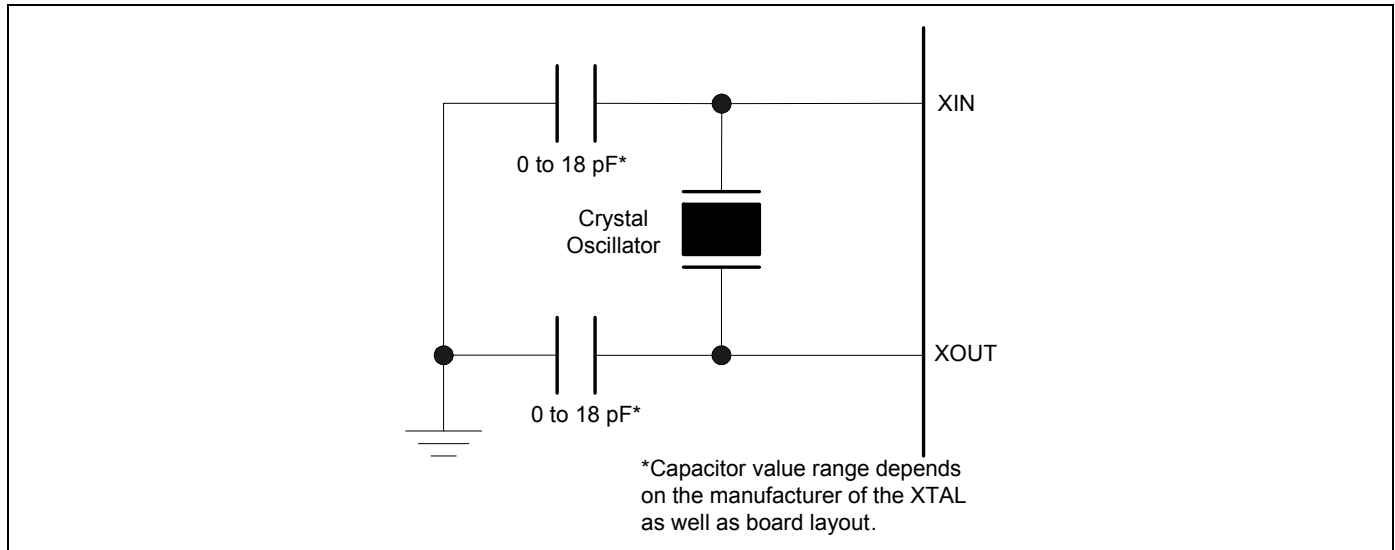 XIN
0 to 18 pF*
Crystal
Oscillator
XOUT
0 to 18 pF*
*Capacitor value range depends
on the manufacturer of the XTAL
as well as board layout.